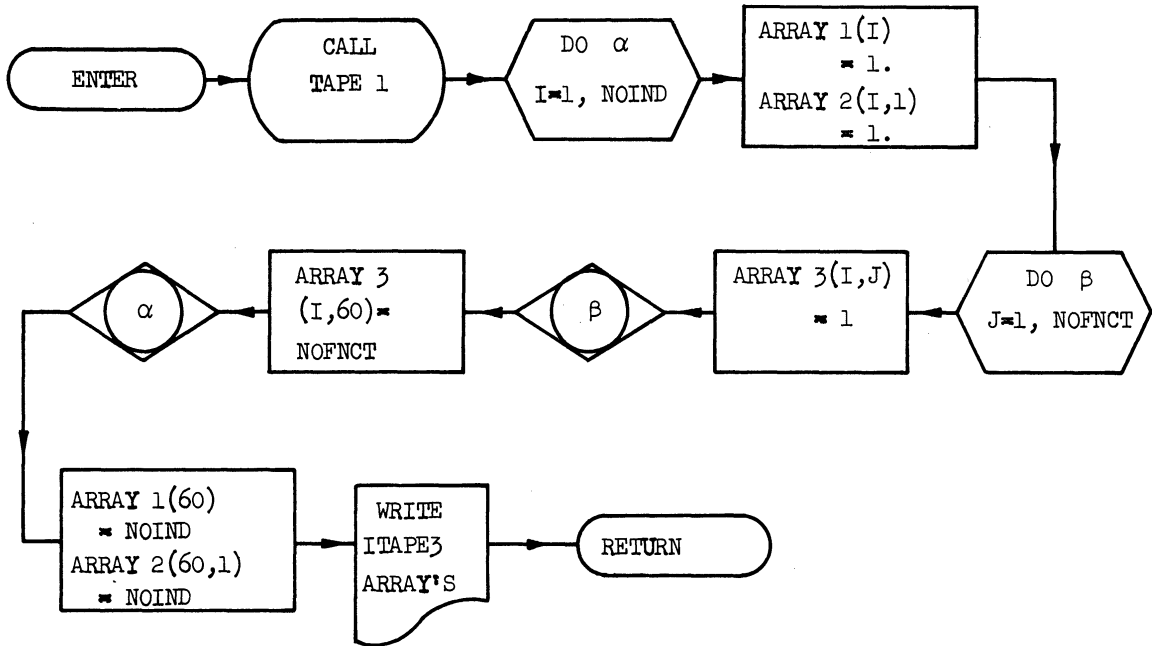 ENTER
CALL
TAPE 1
DO α
I=1, NOIND
ARRAY 1(I)
= 1.
ARRAY 2(I,1)
= 1.
DO β
J=1, NOFNCT
ARRAY 3(I,J)
= 1
β
ARRAY 3
(I,60)=
NOFNCT
α
ARRAY 1(60)
= NOIND
ARRAY 2(60,1)
= NOIND
WRITE
ITAPE3
ARRAY'S
RETURN